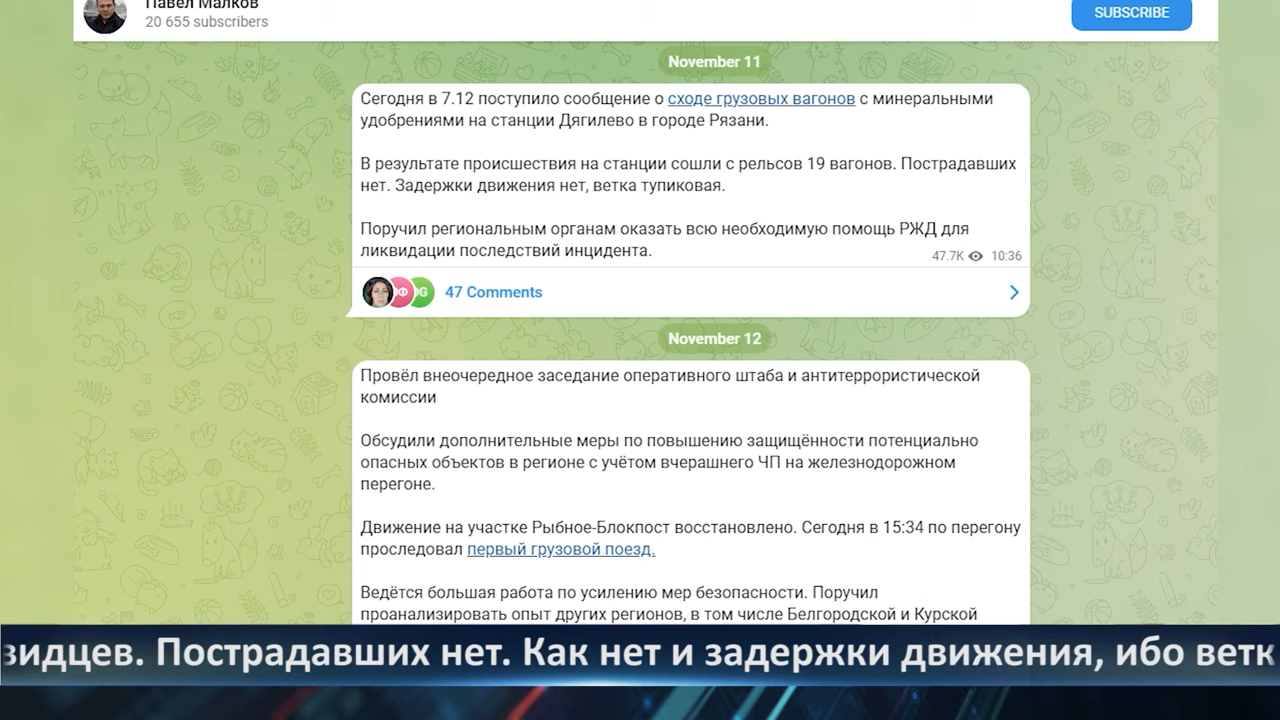 Павел Малков
20 655 subscribers
SUBSCRIBE
November 11
Сегодня в 7.12 поступило сообщение о сходе грузовых вагонов с минеральными
удобрениями на станции Дягилево в городе Рязани.
В результате происшествия на станции сошли с рельсов 19 вагонов. Пострадавших
нет. Задержки движения нет, ветка тупиковая.
Поручил региональным органам оказать всю необходимую помощь РЖД для
ликвидации последствий инцидента.
47.7K 10:36
Ф G
47 Comments
November 12
Провёл внеочередное заседание оперативного штаба и антитеррористической
комиссии
Обсудили дополнительные меры по повышению защищённости потенциально
опасных объектов в регионе с учётом вчерашнего ЧП на железнодорожном
перегоне.
Движение на участке Рыбное-Блокпост восстановлено. Сегодня в 15:34 по перегону
проследовал первый грузовой поезд.
Ведётся большая работа по усилению мер безопасности. Поручил
проанализировать опыт других регионов, в том числе Белгородской и Курской
зидцев. Пострадавших нет. Как нет и задержки движения, ибо ветк